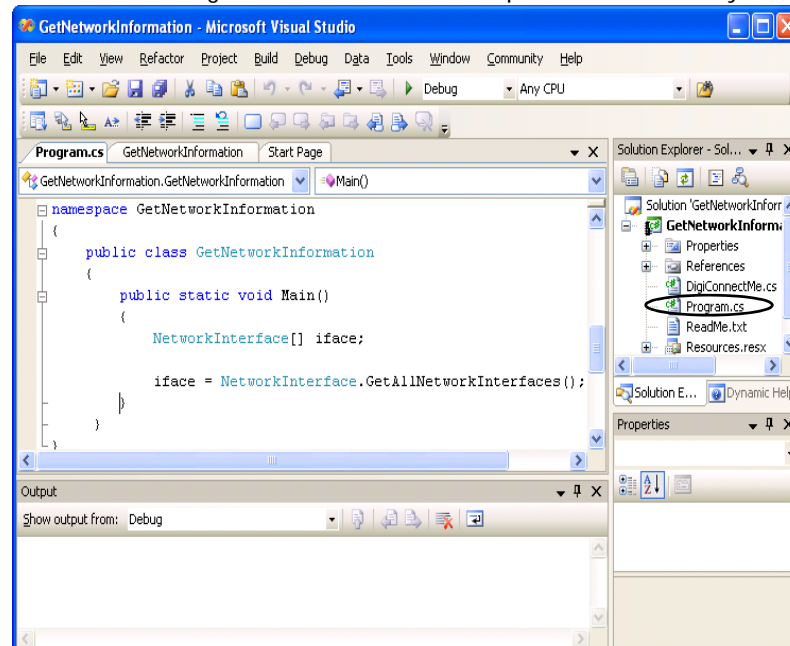 GetNetworkInformation - Microsoft Visual Studio
File Edit View Refactor Project Build Debug Data Tools Window Community Help
Debug Any CPU
Program.cs GetNetworkInformation Start Page
GetNetworkInformation.GetNetworkInformation Main()
namespace GetNetworkInformation
{
public class GetNetworkInformation
{
public static void Main()
{
NetworkInterface[] iface;
iface = NetworkInterface.GetAllNetworkInterfaces();
}
}
}
Output
Show output from: Debug
Solution Explorer - Sol...
Solution 'GetNetworkInforr
GetNetworkInforma
Properties
References
DigiConnectMe.cs
Program.cs
ReadMe.txt
Resources.resx
Solution E... Dynamic Help
Properties